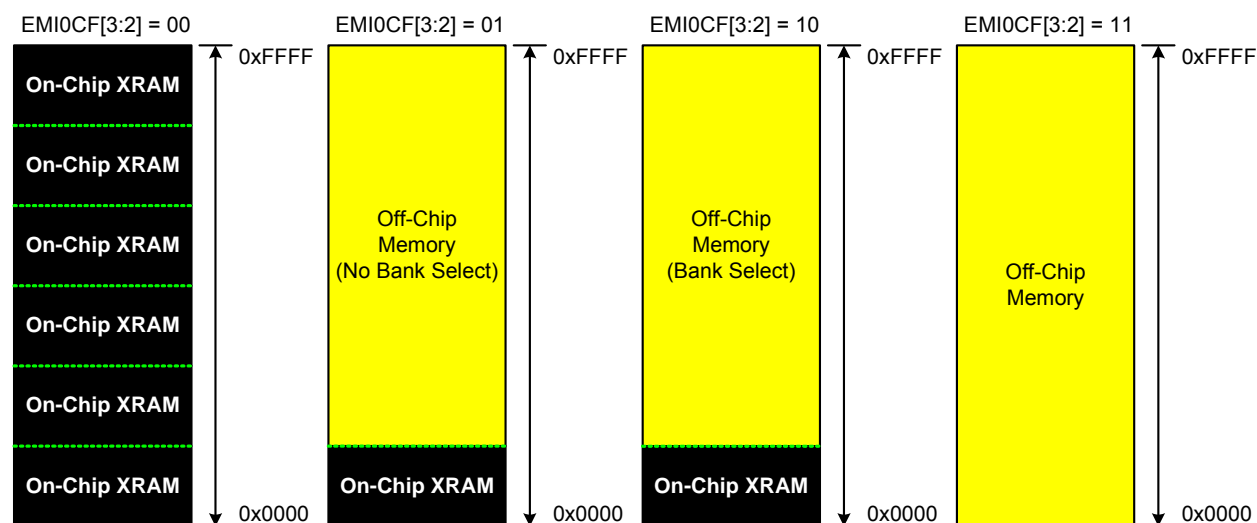 EMI0CF[3:2] = 00
EMI0CF[3:2] = 01
EMI0CF[3:2] = 10
EMI0CF[3:2] = 11
On-Chip XRAM
On-Chip XRAM
On-Chip XRAM
On-Chip XRAM
On-Chip XRAM
On-Chip XRAM
0xFFFF
0x0000
Off-Chip
Memory
(No Bank Select)
On-Chip XRAM
0xFFFF
0x0000
Off-Chip
Memory
(Bank Select)
On-Chip XRAM
0xFFFF
0x0000
Off-Chip
Memory
0xFFFF
0x0000